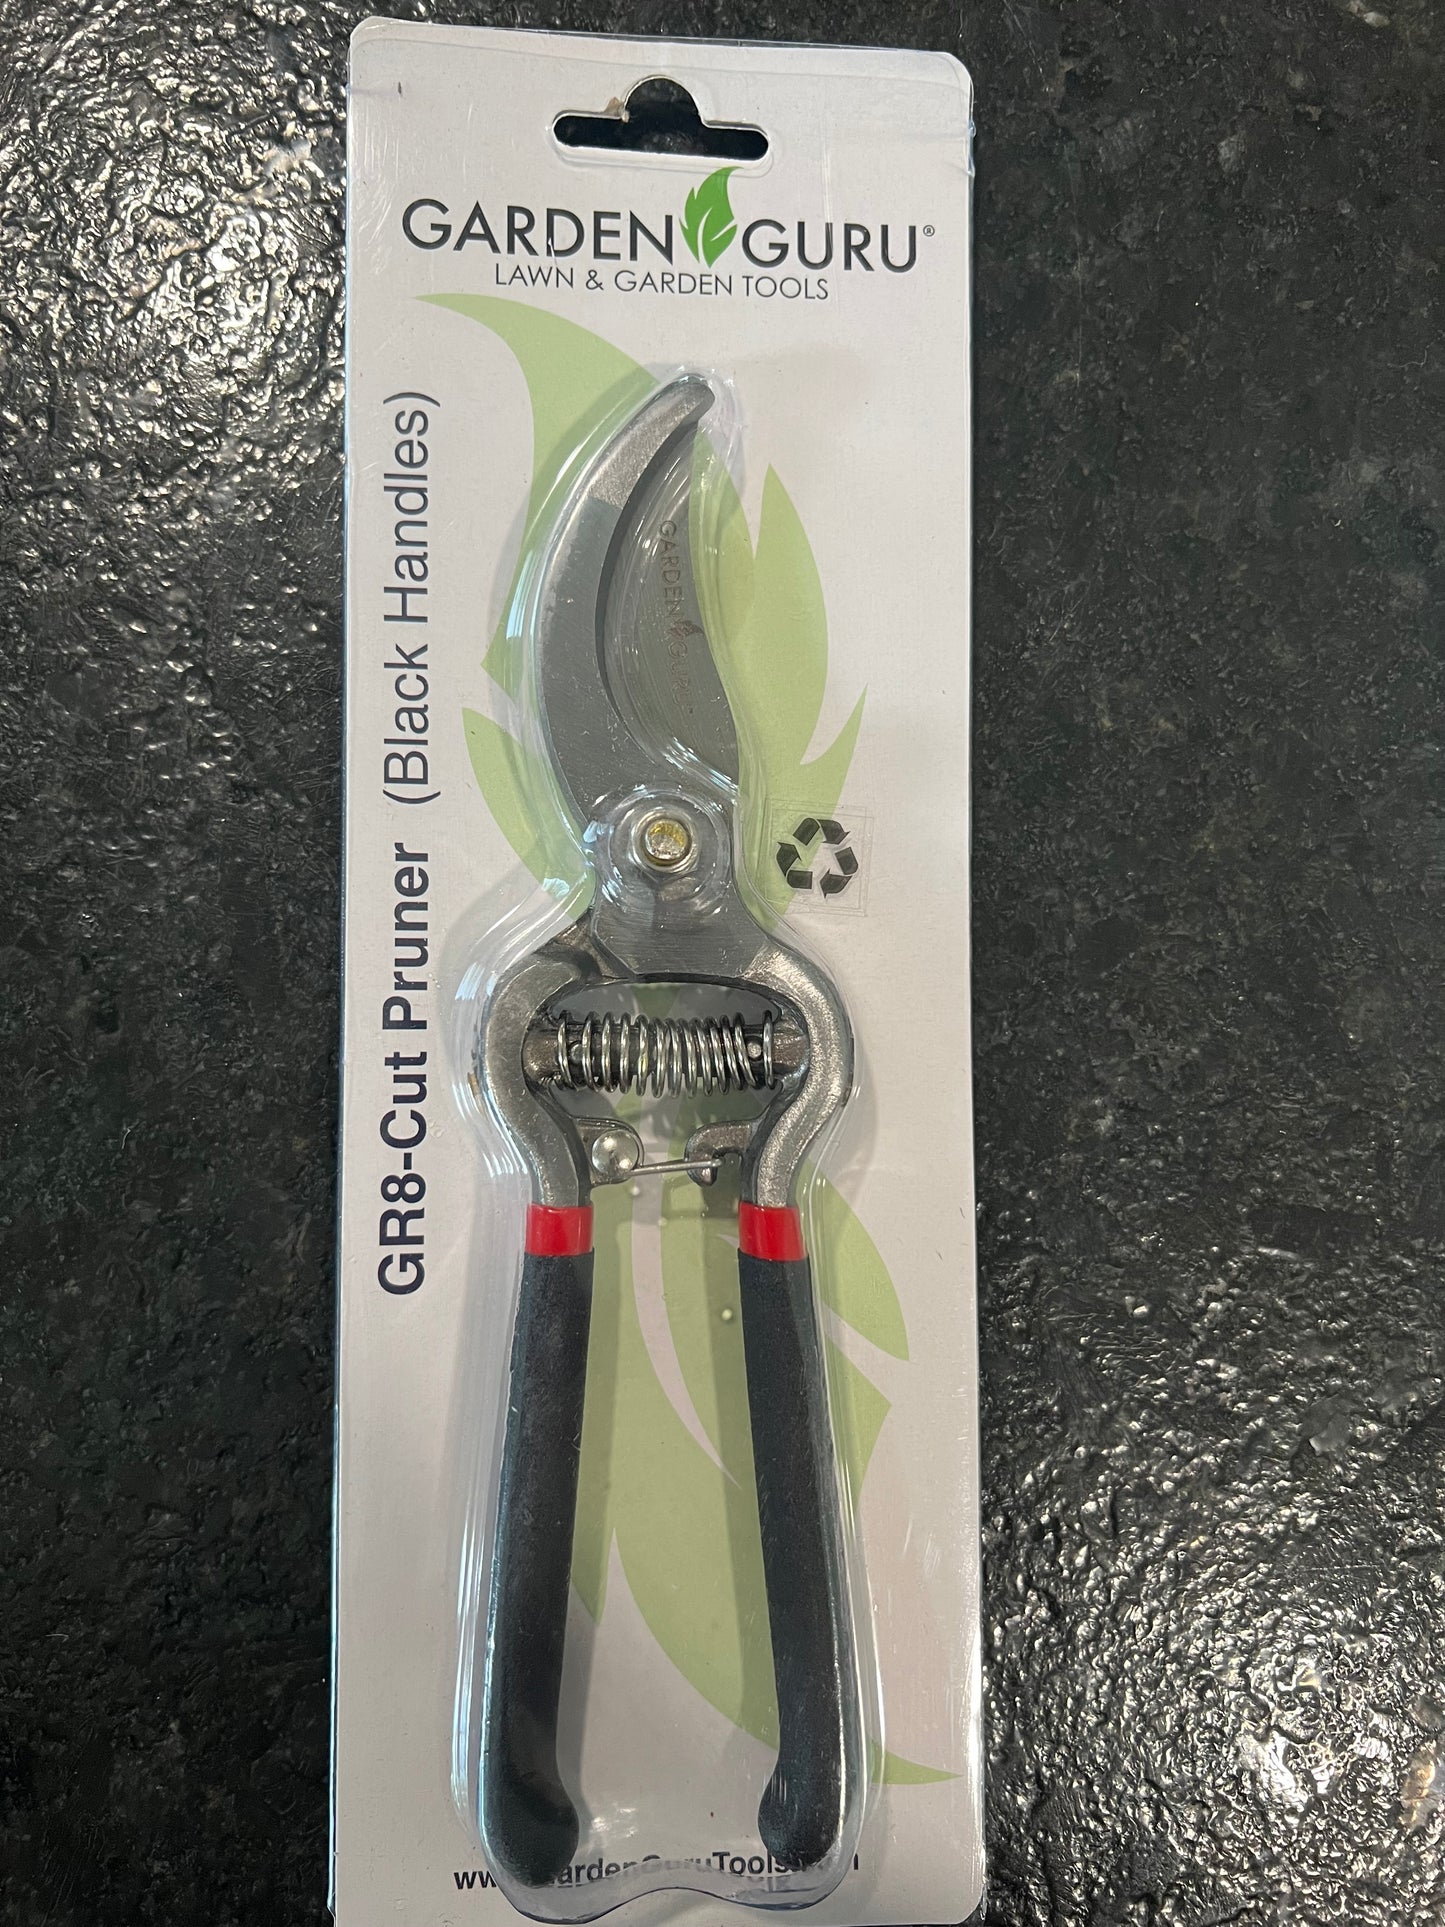 GARDEN GURU®
LAWN & GARDEN TOOLS
GR8-Cut Pruner (Black Handles)
GARDEN GURU